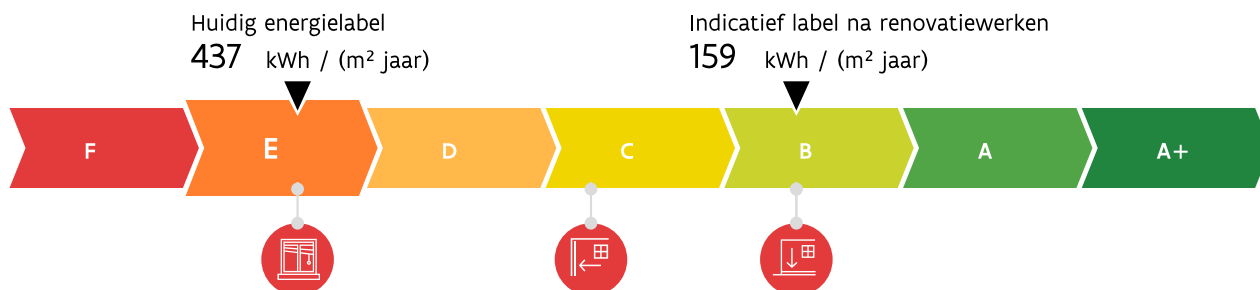 Huidig energielabel
437 kWh / (m² jaar)
Indicatief label na renovatiewerken
159 kWh / (m² jaar)
F E D C B A A+